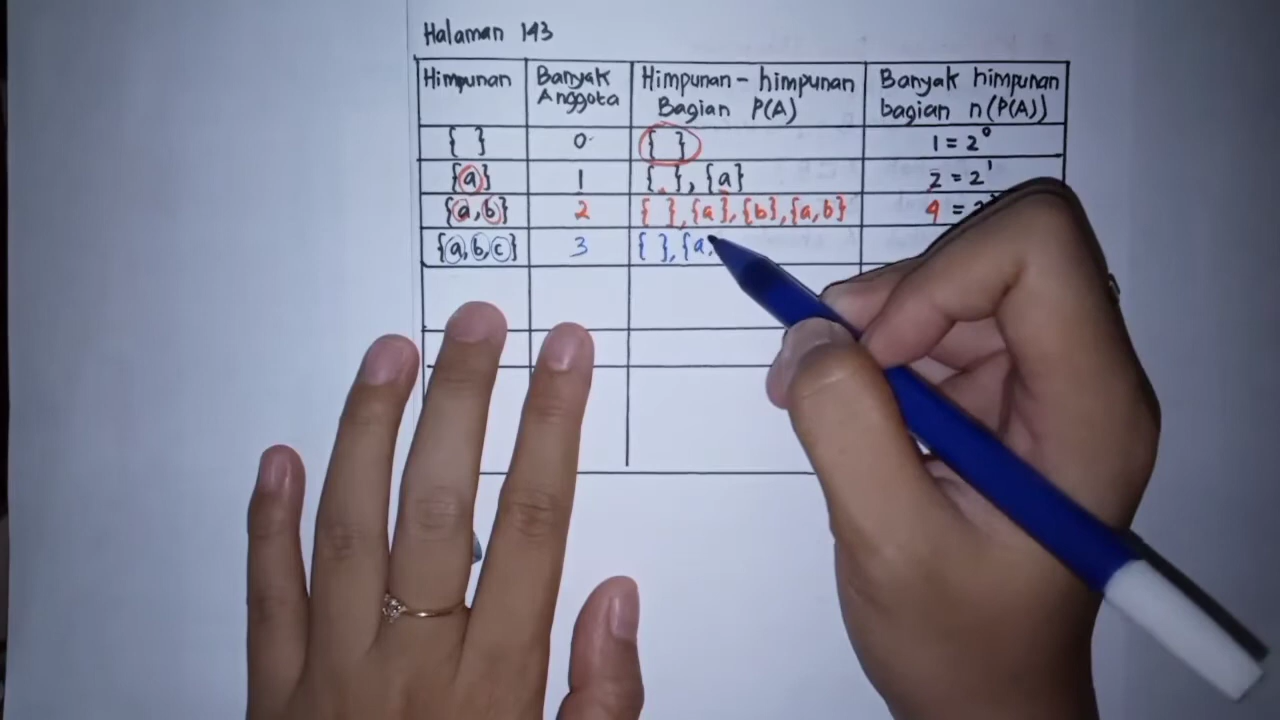 Halaman 143
Himpunan Banyak Anggota Himpunan - himpunan Bagian P(A) Banyak himpunan bagian n(P(A))
{ } 0 { } 1 = 2⁰
{a} 1 { }, {a} 2 = 2¹
{a,b} 2 { }, {a}, {b}, {a,b} 4 =
{a,b,c} 3 { }, {a,